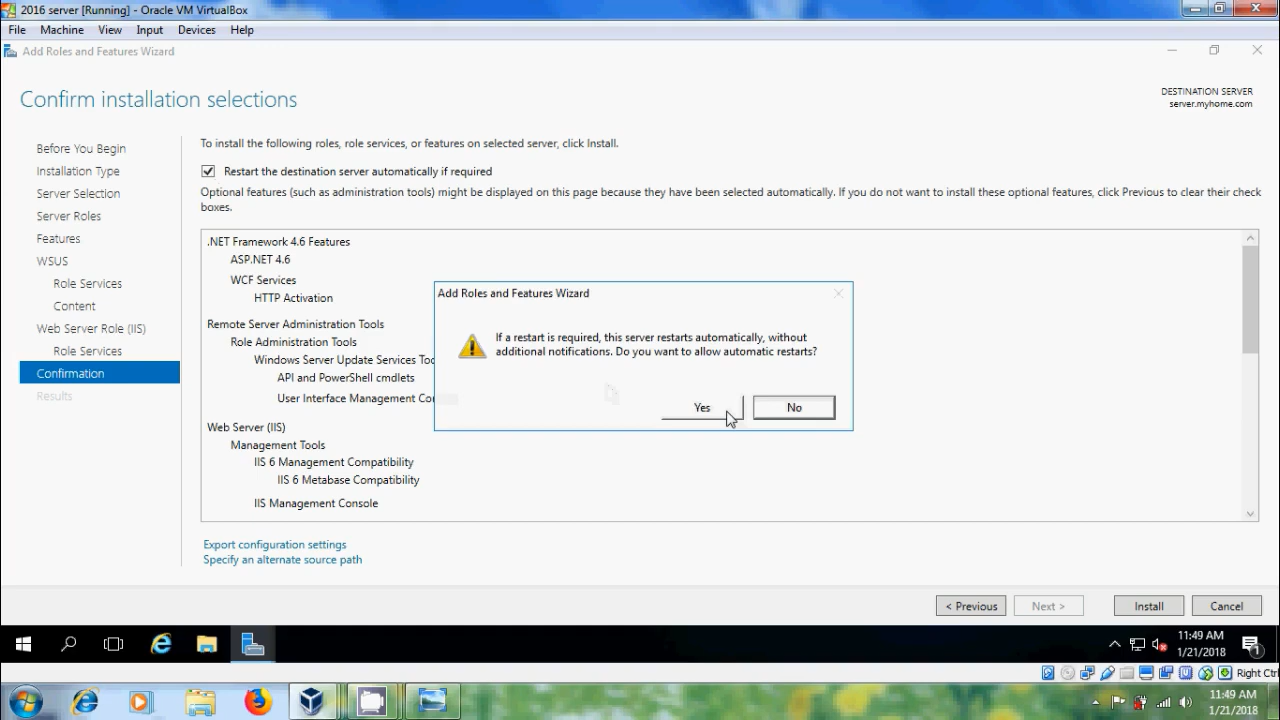 2016 server [Running] - Oracle VM VirtualBox
File Machine View Input Devices Help
Add Roles and Features Wizard
Confirm installation selections
DESTINATION SERVER
server.myhome.com
Before You Begin
Installation Type
Server Selection
Server Roles
Features
WSUS
Role Services
Content
Web Server Role (IIS)
Role Services
Confirmation
Results
To install the following roles, role services, or features on selected server, click Install.
Restart the destination server automatically if required
Optional features (such as administration tools) might be displayed on this page because they have been selected automatically. If you do not want to install these optional features, click Previous to clear their check
boxes.
.NET Framework 4.6 Features
ASP.NET 4.6
WCF Services
HTTP Activation
Remote Server Administration Tools
Role Administration Tools
Windows Server Update Services Too
API and PowerShell cmdlets
User Interface Management Co
Web Server (IIS)
Management Tools
IIS 6 Management Compatibility
IIS 6 Metabase Compatibility
IIS Management Console
Add Roles and Features Wizard
If a restart is required, this server restarts automatically, without
additional notifications. Do you want to allow automatic restarts?
Yes No
Export configuration settings
Specify an alternate source path
< Previous Next > Install Cancel
11:49 AM
1/21/2018
1
Right Ctrl
11:49 AM
1/21/2018